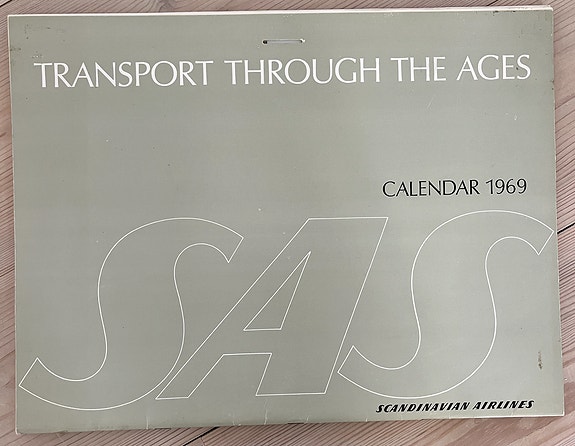 TRANSPORT THROUGH THE AGES
CALENDAR 1969
SAS
SCANDINAVIAN AIRLINES